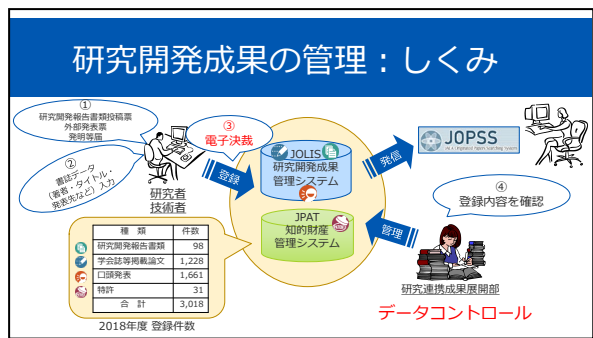 研究開発成果の管理：しくみ
①
研究開発報告書類投稿票
外部発表票
発明等届
②
書誌データ
（著者・タイトル・
発表先など）入力
③
電子決裁
研究者
技術者
登録
JOLIS
研究開発成果
管理システム
JPAT
知的財産
管理システム
発信
JOPSS
④
登録内容を確認
管理
研究連携成果展開部
データコントロール
種　類 件数
研究開発報告書類 98
学会誌等掲載論文 1,228
口頭発表 1,661
特許 31
合　計 3,018
2018年度 登録件数